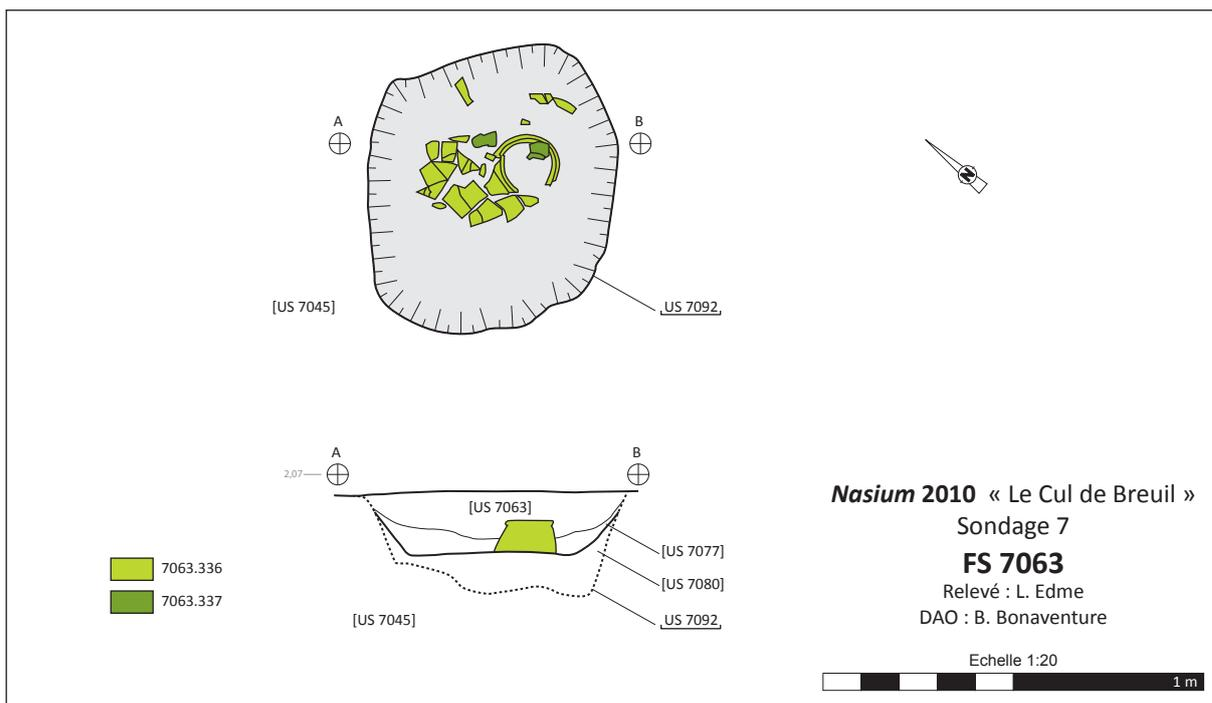 A
B
N
[US 7045]
US 7092
A
B
2,07
[US 7063]
[US 7077]
[US 7080]
US 7092
[US 7045]
7063.336
7063.337
Nasium 2010 « Le Cul de Breuil »
Sondage 7
FS 7063
Relevé : L. Edme
DAO : B. Bonaventure
Echelle 1:20
1 m